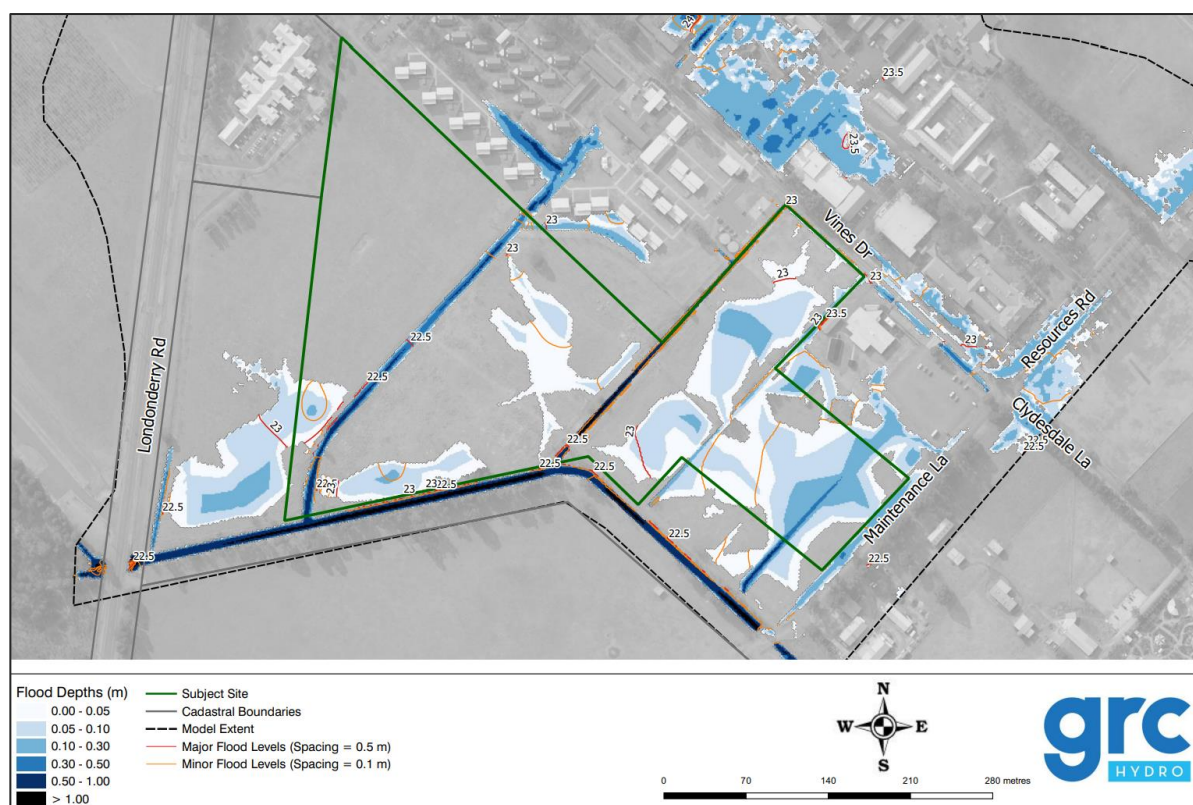 24
23.5
23.5
23
Vines Dr
23
23
23
23
23
23.5
23
22.5
Resources Rd
23
Londonderry Rd
22.5
23
23
22.5
Clydesdale La
22.5
22.5
22.5
22.5
23
22.5
22.5
Maintenance La
22.5
22.5
22.5
Flood Depths (m)
0.00 - 0.05
0.05 - 0.10
0.10 - 0.30
0.30 - 0.50
0.50 - 1.00
> 1.00
Subject Site
Cadastral Boundaries
Model Extent
Major Flood Levels (Spacing = 0.5 m)
Minor Flood Levels (Spacing = 0.1 m)
N
W E
S
0 70 140 210 280 metres
grc
HYDRO